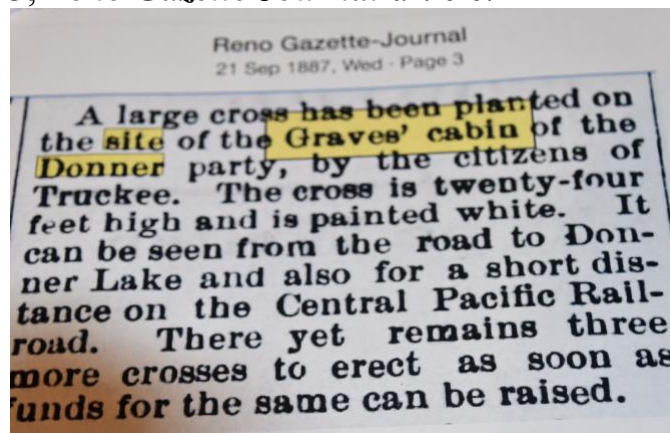 Reno Gazette-Journal
21 Sep 1887, Wed · Page 3
A large cross has been planted on
the site of the Graves' cabin of the
Donner party, by the citizens of
Truckee. The cross is twenty-four
feet high and is painted white. It
can be seen from the road to Don-
ner Lake and also for a short dis-
tance on the Central Pacific Rail-
road. There yet remains three
more crosses to erect as soon as
funds for the same can be raised.